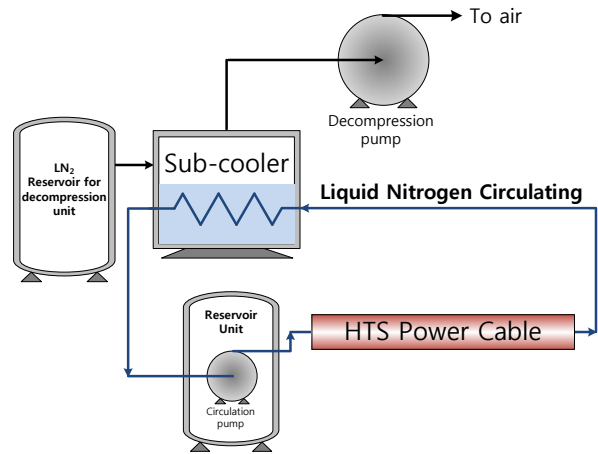 To air
Decompression
pump
LN₂
Reservoir for
decompression
unit
Sub-cooler
Liquid Nitrogen Circulating
Reservoir
Unit
HTS Power Cable
Circulation
pump